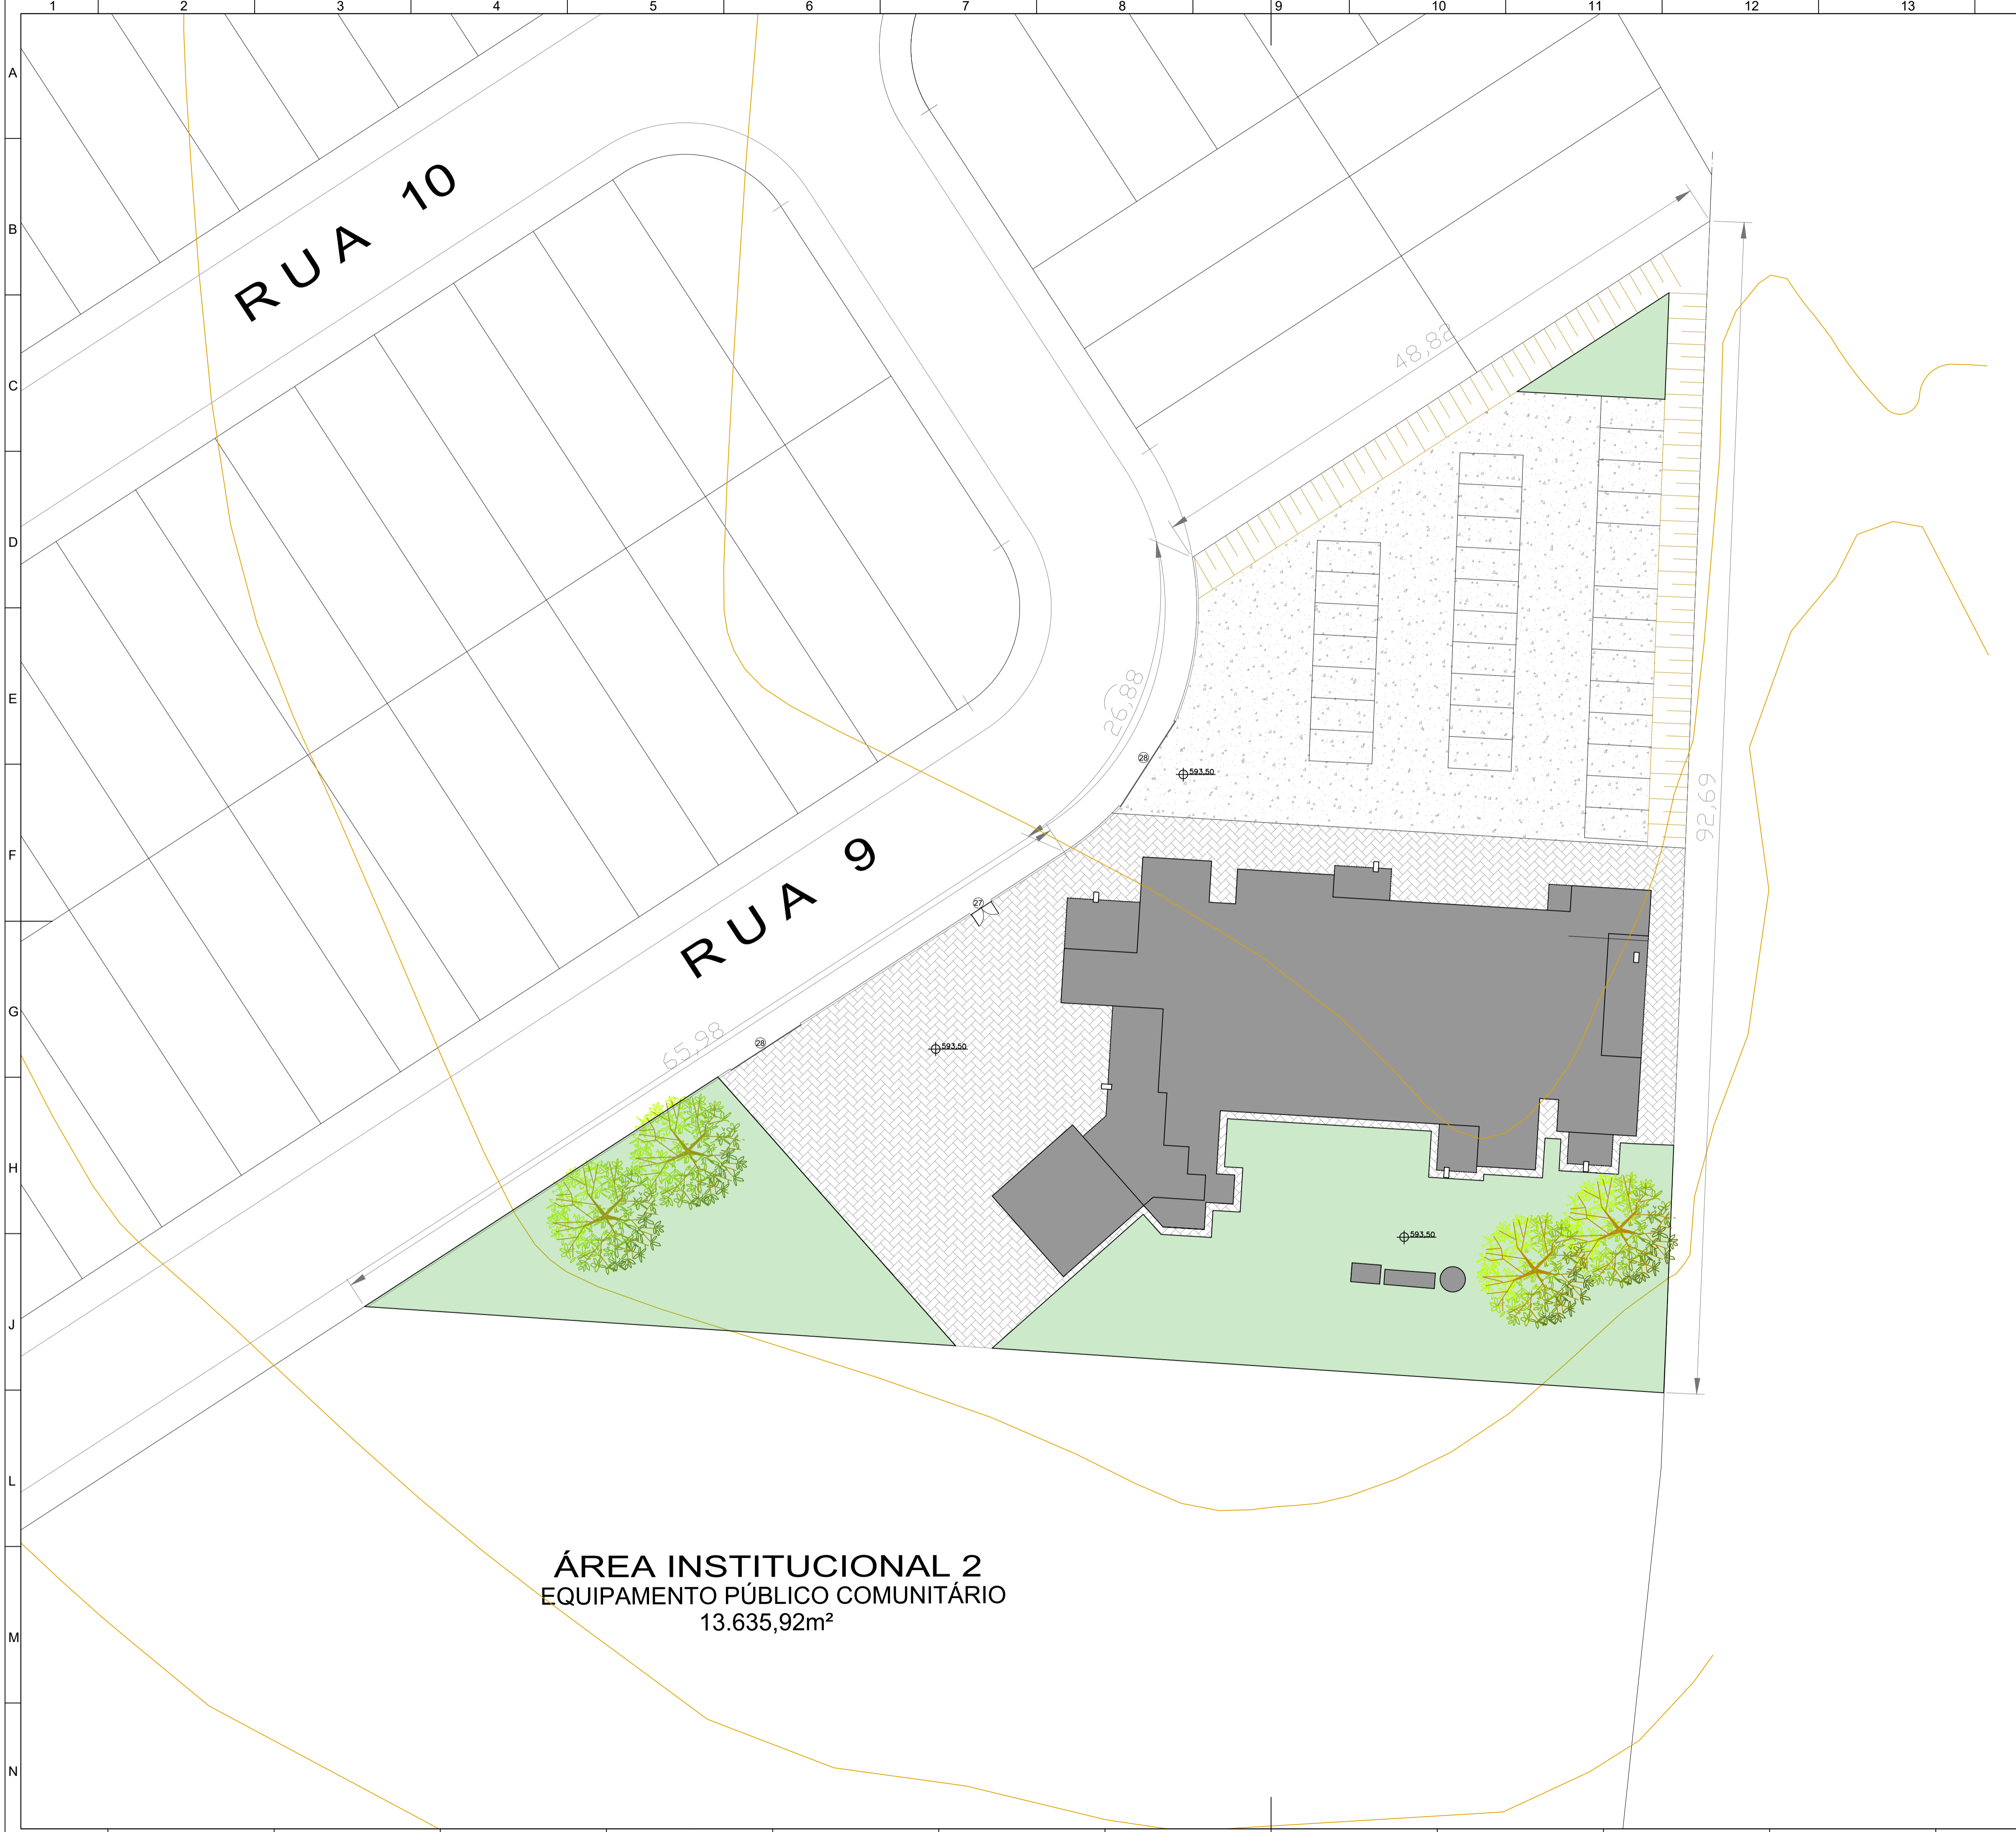 1 2 3 4 5 6 7 8 9 10 11 12 13
A
B
C
D
E
F
G
H
J
L
M
N
RUA 10
48,82
26,88
28
593,50
92,69
RUA 9
27
65,98
28
593,50
593,50
ÁREA INSTITUCIONAL 2
EQUIPAMENTO PÚBLICO COMUNITÁRIO
13.635,92m²